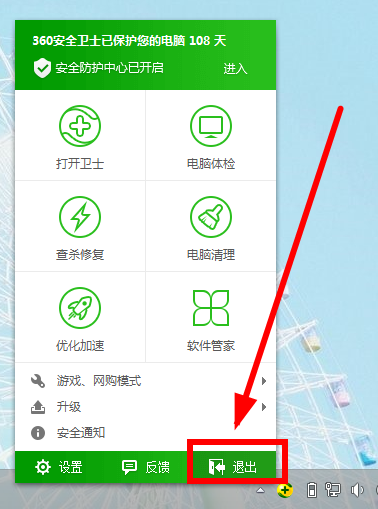 360安全卫士已保护您的电脑 108 天
安全防护中心已开启 进入
打开卫士 电脑体检
查杀修复 电脑清理
优化加速 软件管家
游戏、网购模式
升级
安全通知
设置 反馈 退出